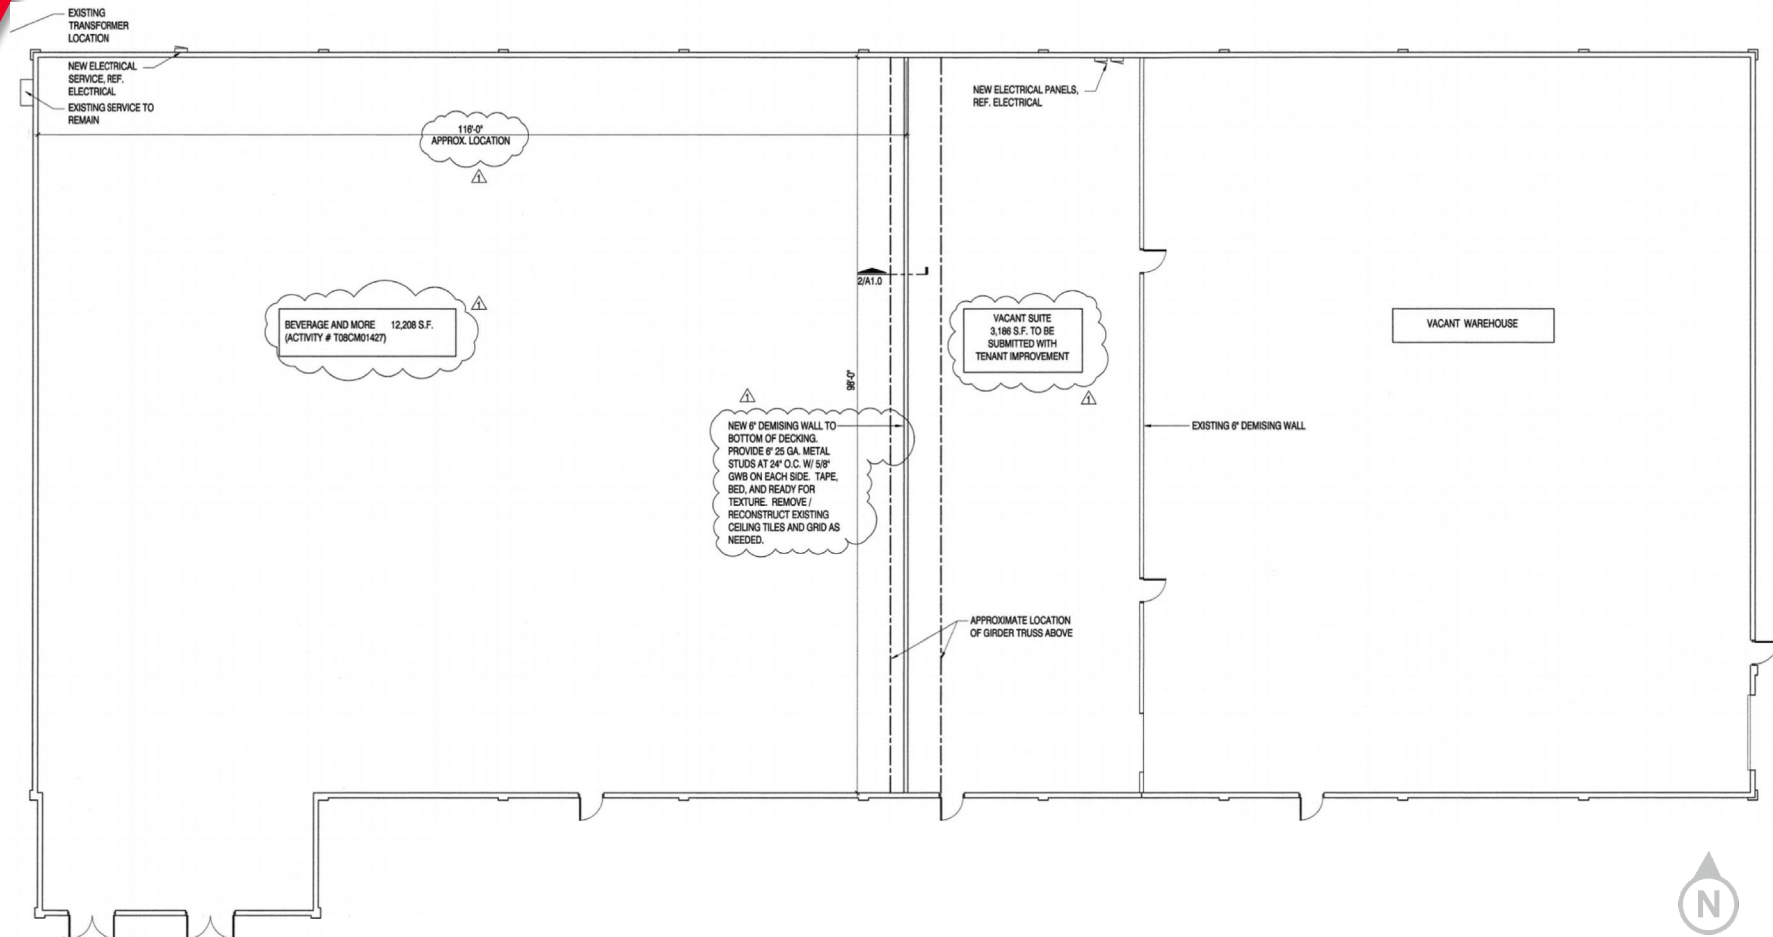 EXISTING
TRANSFORMER
LOCATION
NEW ELECTRICAL
SERVICE, REF.
ELECTRICAL
EXISTING SERVICE TO
REMAIN
116'-0"
APPROX. LOCATION
1
NEW ELECTRICAL PANELS,
REF. ELECTRICAL
2/A1.0
BEVERAGE AND MORE 12,208 S.F.
(ACTIVITY # T08CM01427)
1
VACANT SUITE
3,186 S.F. TO BE
SUBMITTED WITH
TENANT IMPROVEMENT
1
VACANT WAREHOUSE
98'-0"
1
NEW 6" DEMISING WALL TO
BOTTOM OF DECKING.
PROVIDE 6" 25 GA. METAL
STUDS AT 24" O.C. W/ 5/8"
GWB ON EACH SIDE. TAPE,
BED, AND READY FOR
TEXTURE. REMOVE /
RECONSTRUCT EXISTING
CEILING TILES AND GRID AS
NEEDED.
EXISTING 6" DEMISING WALL
APPROXIMATE LOCATION
OF GIRDER TRUSS ABOVE
N